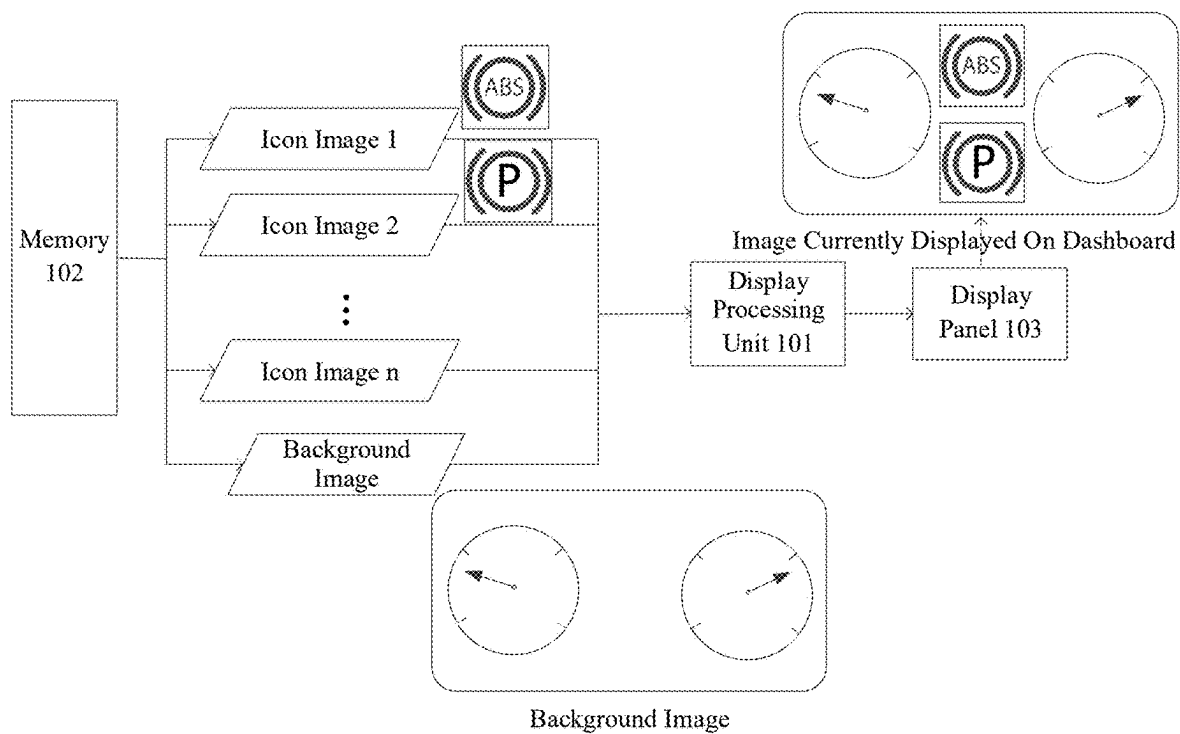 ABS
Icon Image 1
P
Icon Image 2
Memory
102
Icon Image n
Background
Image
Background Image
Display
Processing
Unit 101
Display
Panel 103
ABS
P
Image Currently Displayed On Dashboard